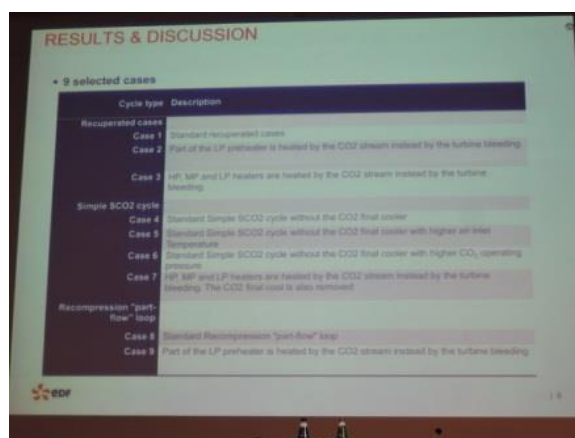 RESULTS & DISCUSSION
• 9 selected cases
Cycle type Description
Recuperated cases
Case 1 Standard recuperated cases
Case 2 Part of the LP preheater is heated by the CO2 stream instead by the turbine bleeding
Case 3 HP, MP and LP heaters are heated by the CO2 stream instead by the turbine
bleeding
Simple SCO2 cycle
Case 4 Standard Simple SCO2 cycle without the CO2 final cooler
Case 5 Standard Simple SCO2 cycle without the CO2 final cooler with higher air inlet
Temperature
Case 6 Standard Simple SCO2 cycle without the CO2 final cooler with higher CO₂ operating
pressure
Case 7 HP, MP and LP heaters are heated by the CO2 stream instead by the turbine
bleeding. The CO2 final cool is also removed
Recompression "part-
flow" loop
Case 8 Standard Recompression "part-flow" loop
Case 9 Part of the LP preheater is heated by the CO2 stream instead by the turbine bleeding
EDF